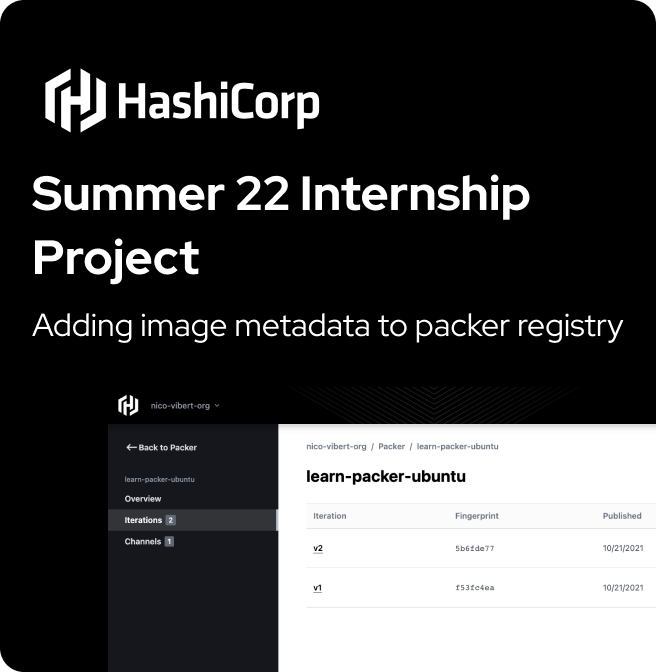 HashiCorp
Summer 22 Internship
Project
Adding image metadata to packer registry
nico-vibert-org
← Back to Packer
learn-packer-ubuntu
Overview
Iterations 2
Channels 1
nico-vibert-org / Packer / learn-packer-ubuntu
learn-packer-ubuntu
Iteration Fingerprint Published
v2 5b6fde77 10/21/2021
v1 f53fc4ea 10/21/2021